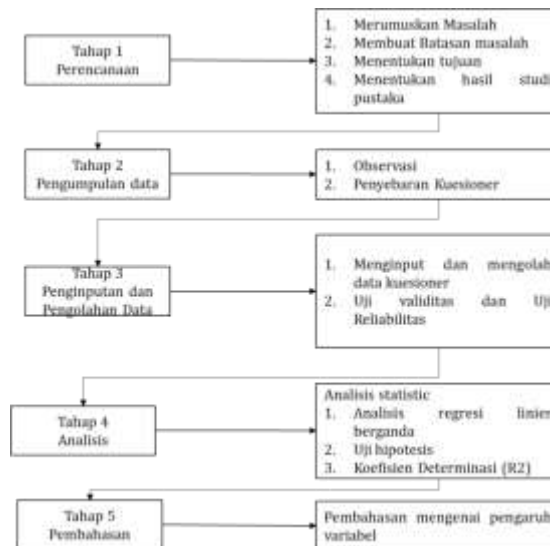 Tahap 1
Perencanaan
1. Merumuskan Masalah
2. Membuat Batasan masalah
3. Menentukan tujuan
4. Menentukan hasil studi
pustaka
Tahap 2
Pengumpulan data
1. Observasi
2. Penyebaran Kuesioner
Tahap 3
Penginputan dan
Pengolahan Data
1. Menginput dan mengolah
data kuesioner
2. Uji validitas dan Uji
Reliabilitas
Tahap 4
Analisis
Analisis statistic
1. Analisis regresi linier
berganda
2. Uji hipotesis
3. Koefisien Determinasi (R2)
Tahap 5
Pembahasan
Pembahasan mengenai pengaruh
variabel